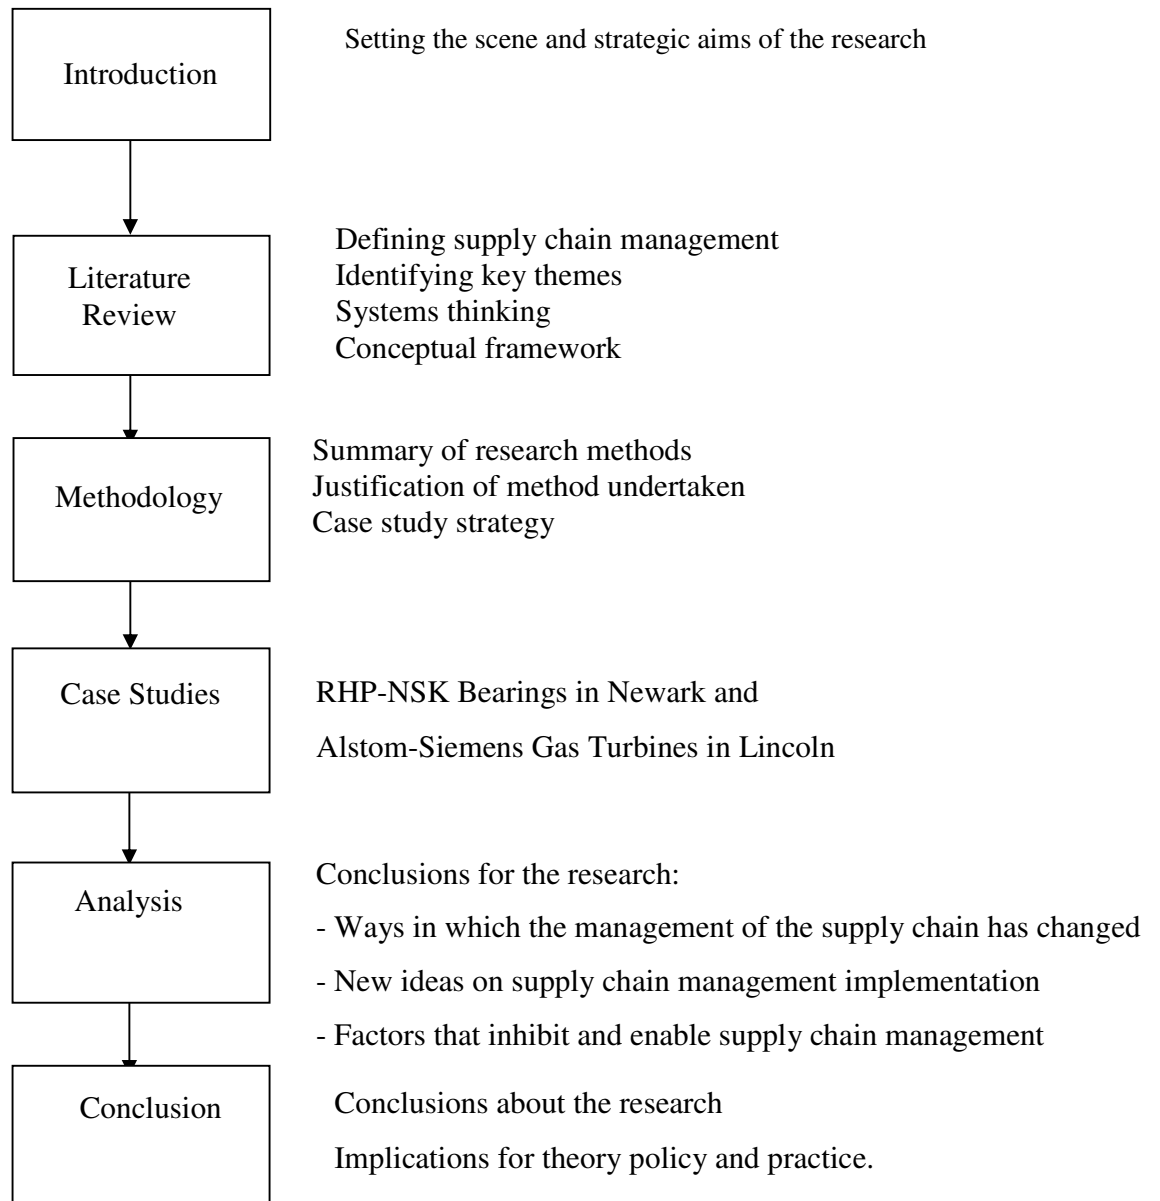 Introduction
Setting the scene and strategic aims of the research
Literature
Review
Defining supply chain management
Identifying key themes
Systems thinking
Conceptual framework
Methodology
Summary of research methods
Justification of method undertaken
Case study strategy
Case Studies
RHP-NSK Bearings in Newark and
Alstom-Siemens Gas Turbines in Lincoln
Analysis
Conclusions for the research:
- Ways in which the management of the supply chain has changed
- New ideas on supply chain management implementation
- Factors that inhibit and enable supply chain management
Conclusion
Conclusions about the research
Implications for theory policy and practice.